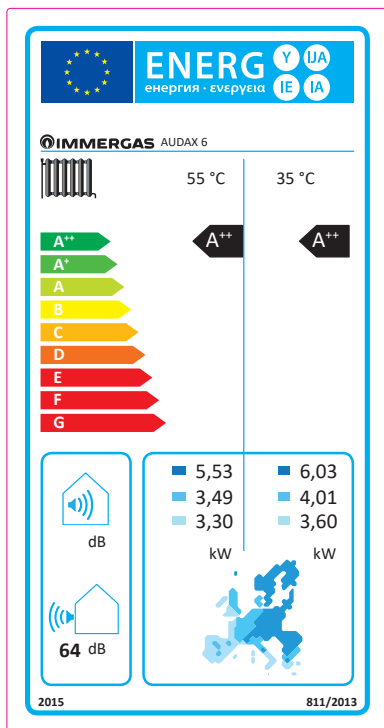 ENERG Y IJA
енергия · ενεργεια IE IA
IMMERGAS AUDAX 6
55 °C 35 °C
A++ A++
A++
A+
A
B
C
D
E
F
G
5,53 6,03
3,49 4,01
3,30 3,60
kW kW
dB
64 dB
2015 811/2013